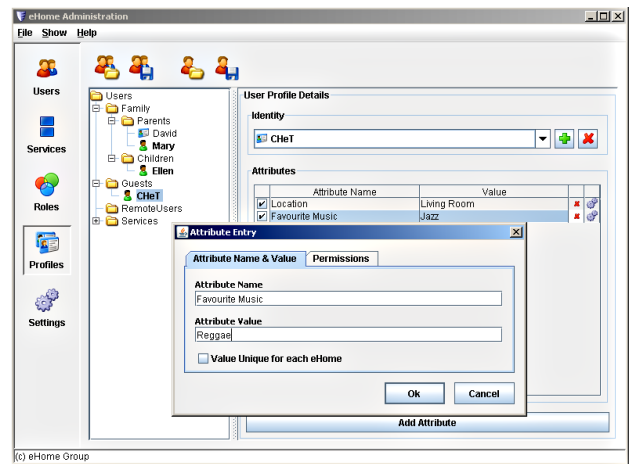 eHome Administration
File Show Help
Users
Services
Roles
Profiles
Settings
Users
Family
Parents
David
Mary
Children
Ellen
Guests
CHeT
RemoteUsers
Services
User Profile Details
Identity
CHeT
Attributes
Attribute Name Value
Location Living Room
Favourite Music Jazz
Attribute Entry
Attribute Name & Value Permissions
Attribute Name
Favourite Music
Attribute Value
Reggae
Value Unique for each eHome
Ok Cancel
Add Attribute
(c) eHome Group